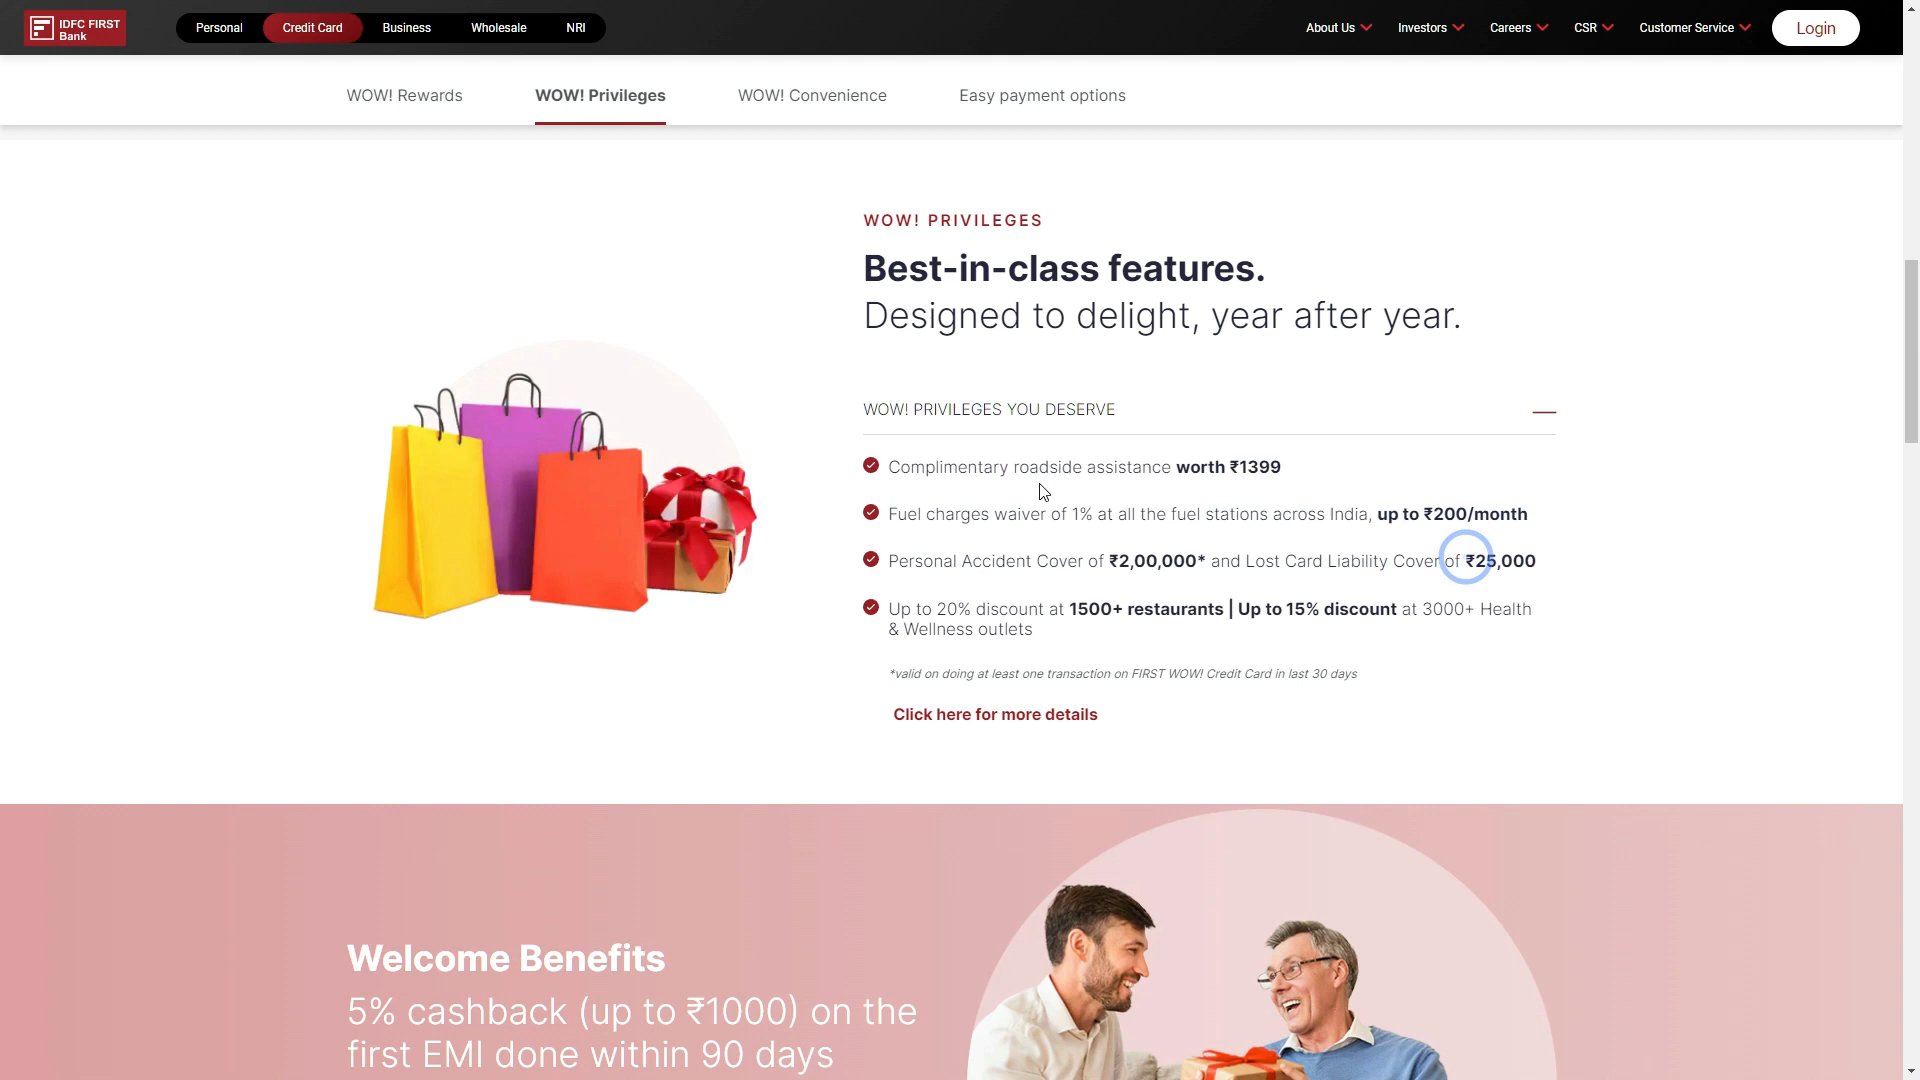 IDFC FIRST
Bank
Personal
Credit Card
Business
Wholesale
NRI
About Us
Investors
Careers
CSR
Customer Service
Login
WOW! Rewards
WOW! Privileges
WOW! Convenience
Easy payment options
WOW! PRIVILEGES
Best-in-class features.
Designed to delight, year after year.
WOW! PRIVILEGES YOU DESERVE
Complimentary roadside assistance worth ₹1399
Fuel charges waiver of 1% at all the fuel stations across India, up to ₹200/month
Personal Accident Cover of ₹2,00,000* and Lost Card Liability Cover of ₹25,000
Up to 20% discount at 1500+ restaurants | Up to 15% discount at 3000+ Health
& Wellness outlets
*valid on doing at least one transaction on FIRST WOW! Credit Card in last 30 days
Click here for more details
Welcome Benefits
5% cashback (up to ₹1000) on the
first EMI done within 90 days